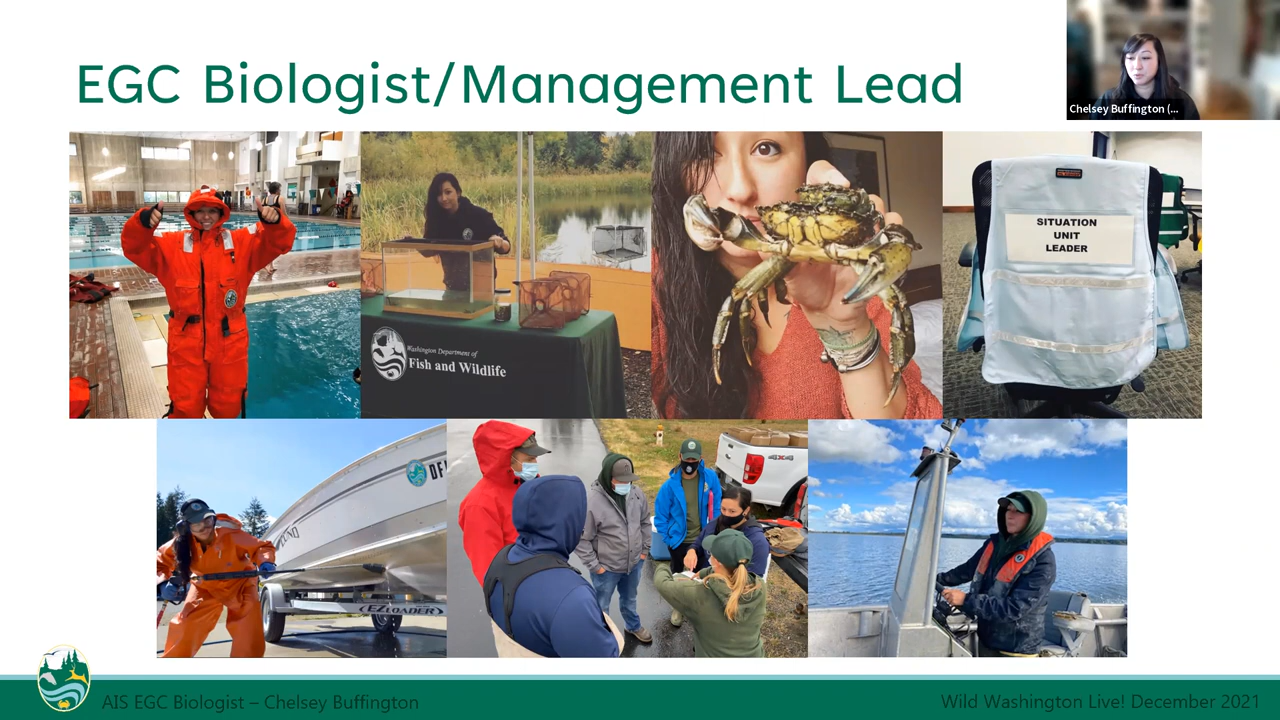 EGC Biologist/Management Lead
Chelsey Buffington (...
SITUATION
UNIT
LEADER
Washington Department of
Fish and Wildlife
4x4
EZ LOADER
AIS EGC Biologist – Chelsey Buffington
Wild Washington Live! December 2021